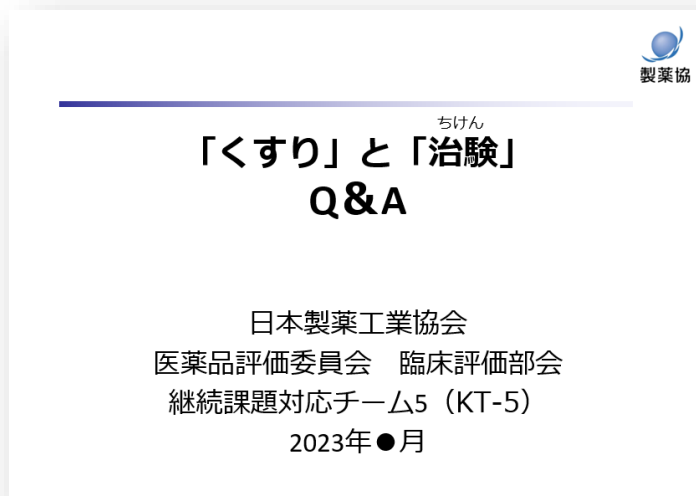 製薬協
ちけん
「くすり」と「治験」
Q&A
日本製薬工業協会
医薬品評価委員会　臨床評価部会
継続課題対応チーム5（KT-5）
2023年●月